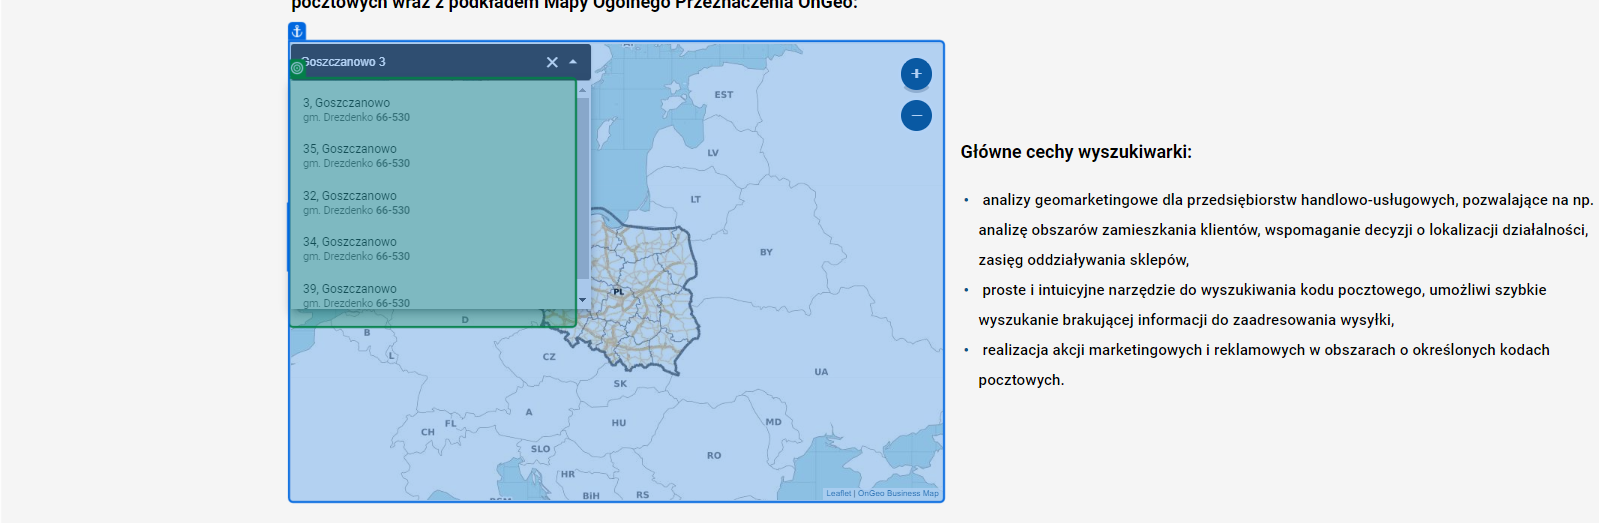 pocztowych wraz z podkładem Mapy Ogólnego Przeznaczenia OnGeo:
Goszczanowo 3
3, Goszczanowo
gm. Drezdenko 66-530
35, Goszczanowo
gm. Drezdenko 66-530
32, Goszczanowo
gm. Drezdenko 66-530
34, Goszczanowo
gm. Drezdenko 66-530
39, Goszczanowo
gm. Drezdenko 66-530
EST
LV
LT
BY
PL
D
B
L
CZ
UA
SK
A
FL
CH
HU
MD
SLO
RO
HR
BiH
RS
Leaflet | OnGeo Business Map
Główne cechy wyszukiwarki:
• analizy geomarketingowe dla przedsiębiorstw handlowo-usługowych, pozwalające na np.
analizę obszarów zamieszkania klientów, wspomaganie decyzji o lokalizacji działalności,
zasięg oddziaływania sklepów,
• proste i intuicyjne narzędzie do wyszukiwania kodu pocztowego, umożliwi szybkie
wyszukanie brakującej informacji do zaadresowania wysyłki,
• realizacja akcji marketingowych i reklamowych w obszarach o określonych kodach
pocztowych.